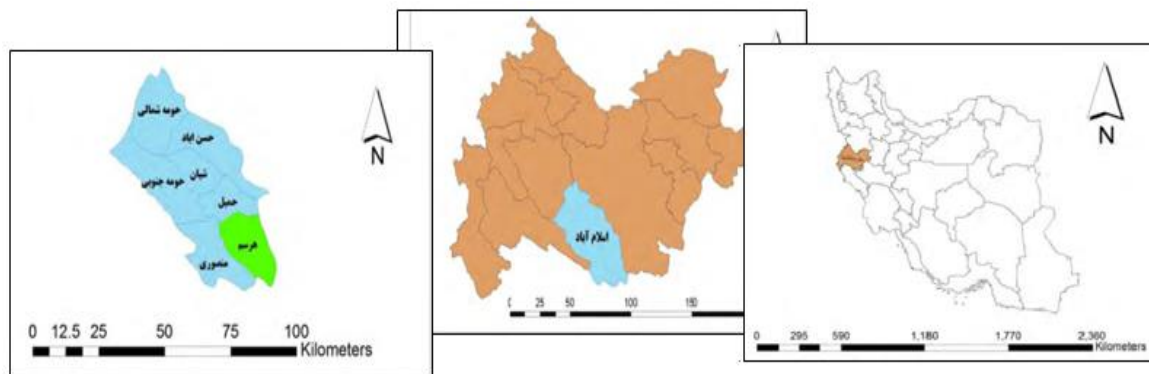 حومه شمالی
حسن اباد
شیان
حومه جنوبی
حمیل
هرسم
منصوری
N
0 12.5 25 50 75 100
Kilometers
اسلام آباد
0 25 50 100 150
N
0 295 590 1,180 1,770 2,360
Kilometers